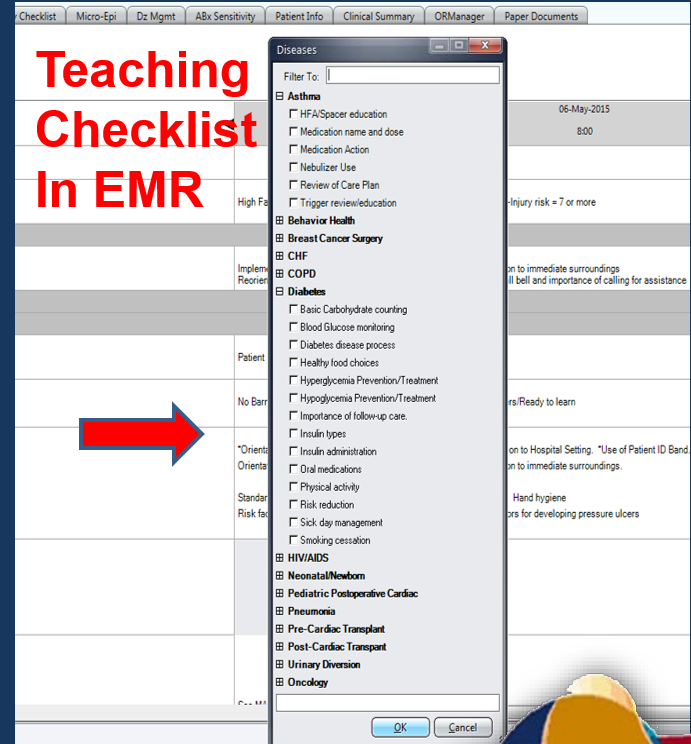 Checklist Micro-Epi Dz Mgmt ABx Sensitivity Patient Info Clinical Summary ORManager Paper Documents
Teaching
Checklist
In EMR
Diseases
Filter To:
Asthma
HFA/Spacer education
Medication name and dose
Medication Action
Nebulizer Use
Review of Care Plan
Trigger review/education
Behavior Health
Breast Cancer Surgery
CHF
COPD
Diabetes
Basic Carbohydrate counting
Blood Glucose monitoring
Diabetes disease process
Healthy food choices
Hyperglycemia Prevention/Treatment
Hypoglycemia Prevention/Treatment
Importance of follow-up care.
Insulin types
Insulin administration
Oral medications
Physical activity
Risk reduction
Sick day management
Smoking cessation
HIV/AIDS
Neonatal/Newborn
Pediatric Postoperative Cardiac
Pneumonia
Pre-Cardiac Transplant
Post-Cardiac Transpant
Urinary Diversion
Oncology
OK Cancel
High Fa
Implem
Reorien
Patient
No Barr
*Orienta
Orienta
Standar
Risk fac
06-May-2015
8:00
-Injury risk = 7 or more
on to immediate surroundings
ll bell and importance of calling for assistance
rs/Ready to learn
on to Hospital Setting. *Use of Patient ID Band.
on to immediate surroundings.
Hand hygiene
ors for developing pressure ulcers